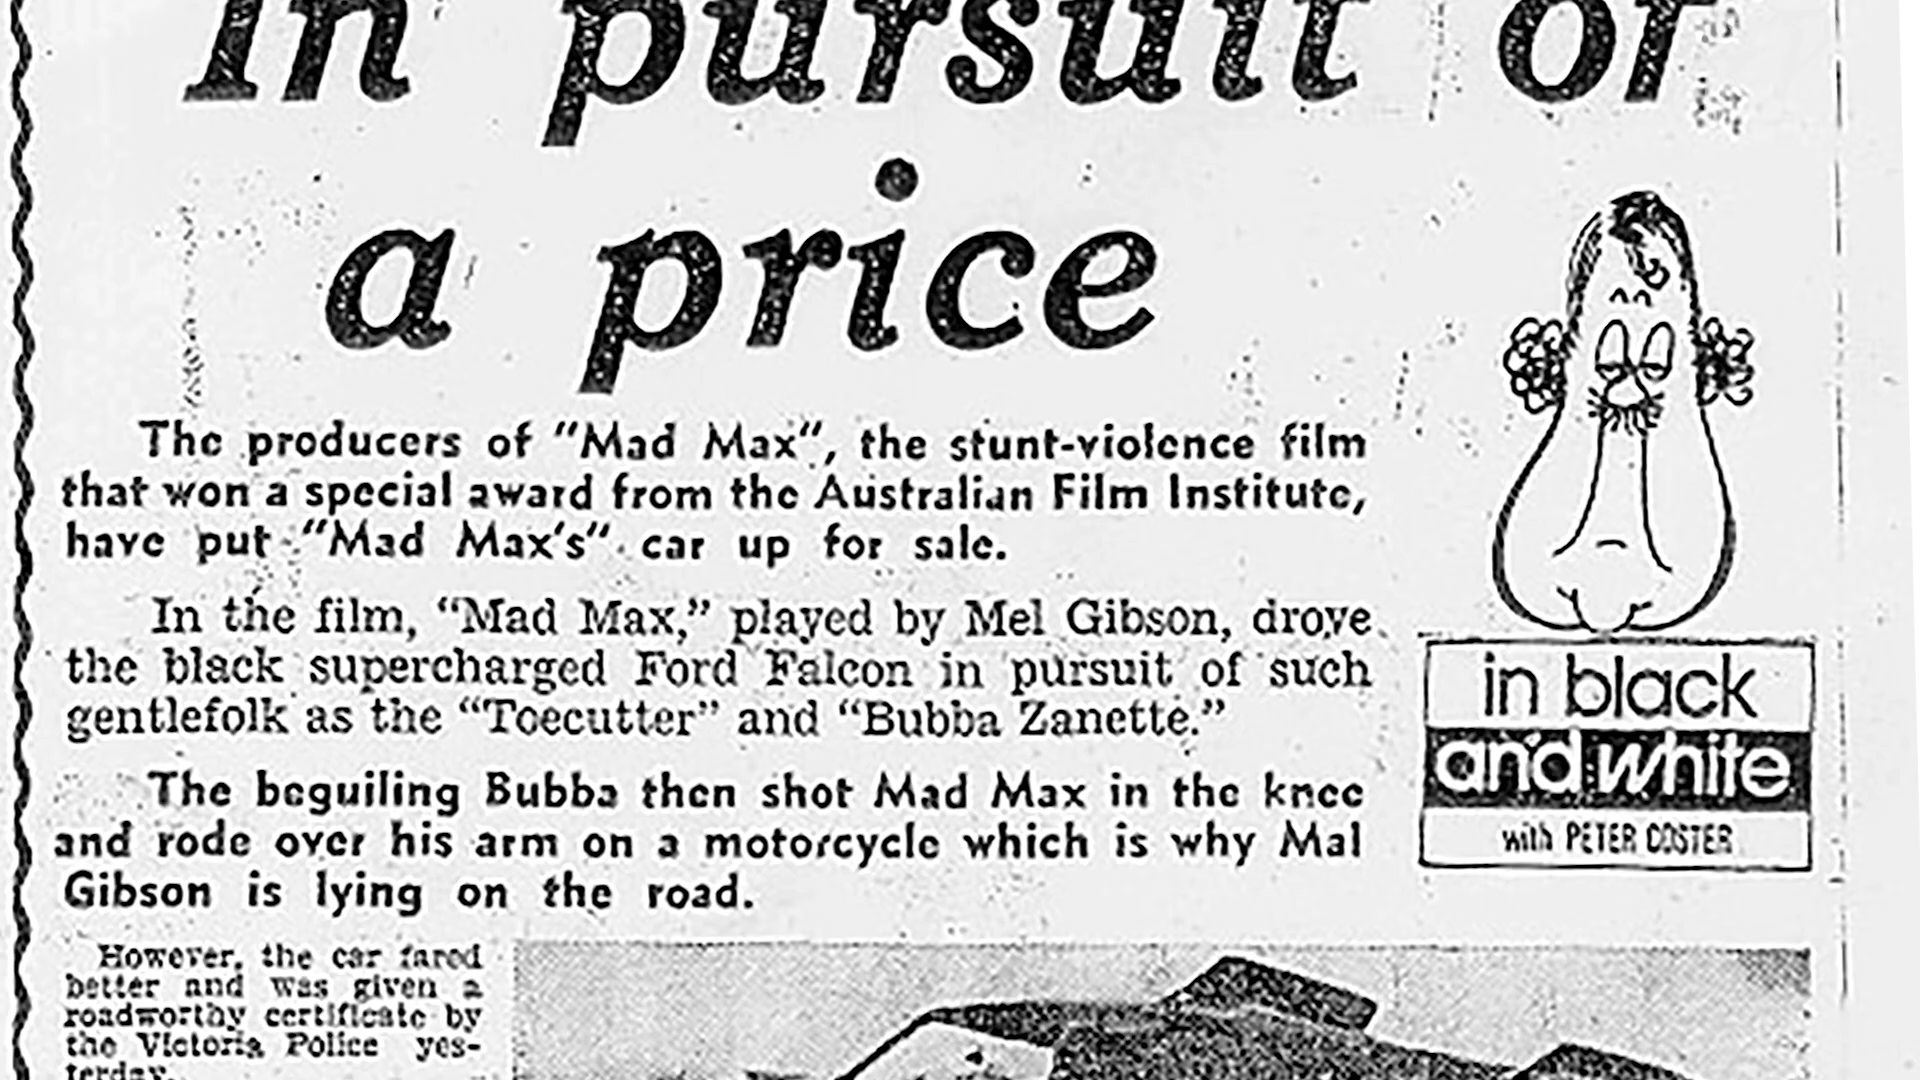 In pursuit of
a price
The producers of "Mad Max", the stunt-violence film
that won a special award from the Australian Film Institute,
have put "Mad Max's" car up for sale.
In the film, “Mad Max,” played by Mel Gibson, drove
the black supercharged Ford Falcon in pursuit of such
gentlefolk as the “Toecutter” and “Bubba Zanette.”
The beguiling Bubba then shot Mad Max in the knee
and rode over his arm on a motorcycle which is why Mal
Gibson is lying on the road.
However, the car fared
better and was given a
roadworthy certificate by
the Victoria Police yes-
terday.
in black
and white
with PETER COSTER